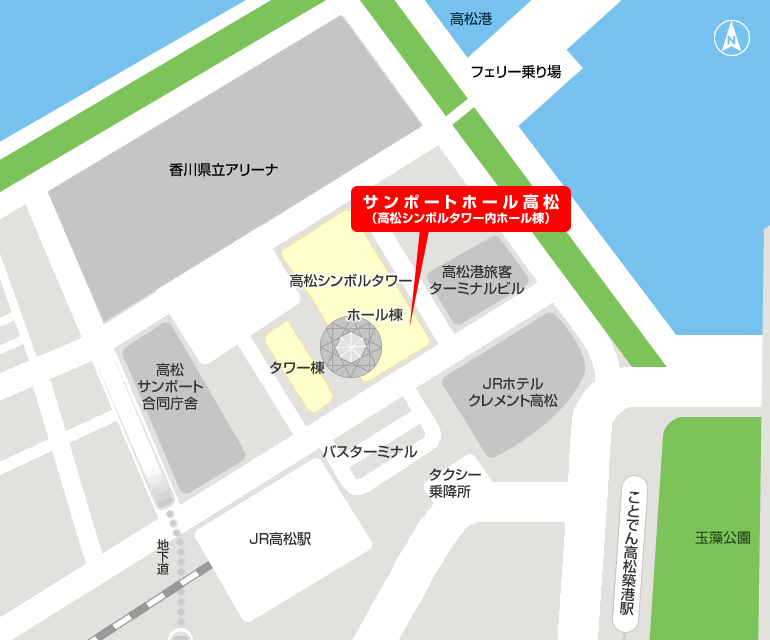 高松港
N
フェリー乗り場
香川県立アリーナ
サンポートホール高松
（高松シンボルタワー内ホール棟）
高松シンボルタワー
高松港旅客
ターミナルビル
ホール棟
タワー棟
高松
サンポート
合同庁舎
JRホテル
クレメント高松
バスターミナル
タクシー
乗降所
JR高松駅
地下道
ことでん高松築港駅
玉藻公園